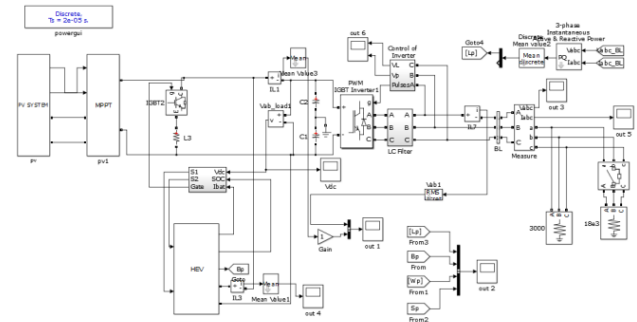 Discrete,
Ts = 2e-05 s.
powergui
PV SYSTEM
pv
MPPT
pv1
IGBT2
L3
IL1
Mean
Mean Value3
Vab_load1
C2
C1
PWM
IGBT Inverter1
out 6
Control of
Inverter
VL
Vp
PulsesA
C
B
A
A
B
C
LC Filter
IL7
BL
Goto4
[Lp]
Discrete
Mean value2
Mean
PQ
3-phase
Instantaneous
Active & Reactive Power
Vabc
Iabc
Vabc_BL
Iabc_BL
out 3
out 5
Measure
3000
18e3
S1
S2
Gate
Vdc
SOC
Ibat
Vdc
HEV
Bp
Goto
IL3
Mean
Mean Value1
out 4
Gain
out 1
Vab1
RMS
[Lp]
From3
Bp
From
[Wp]
From1
Sp
From2
out 2